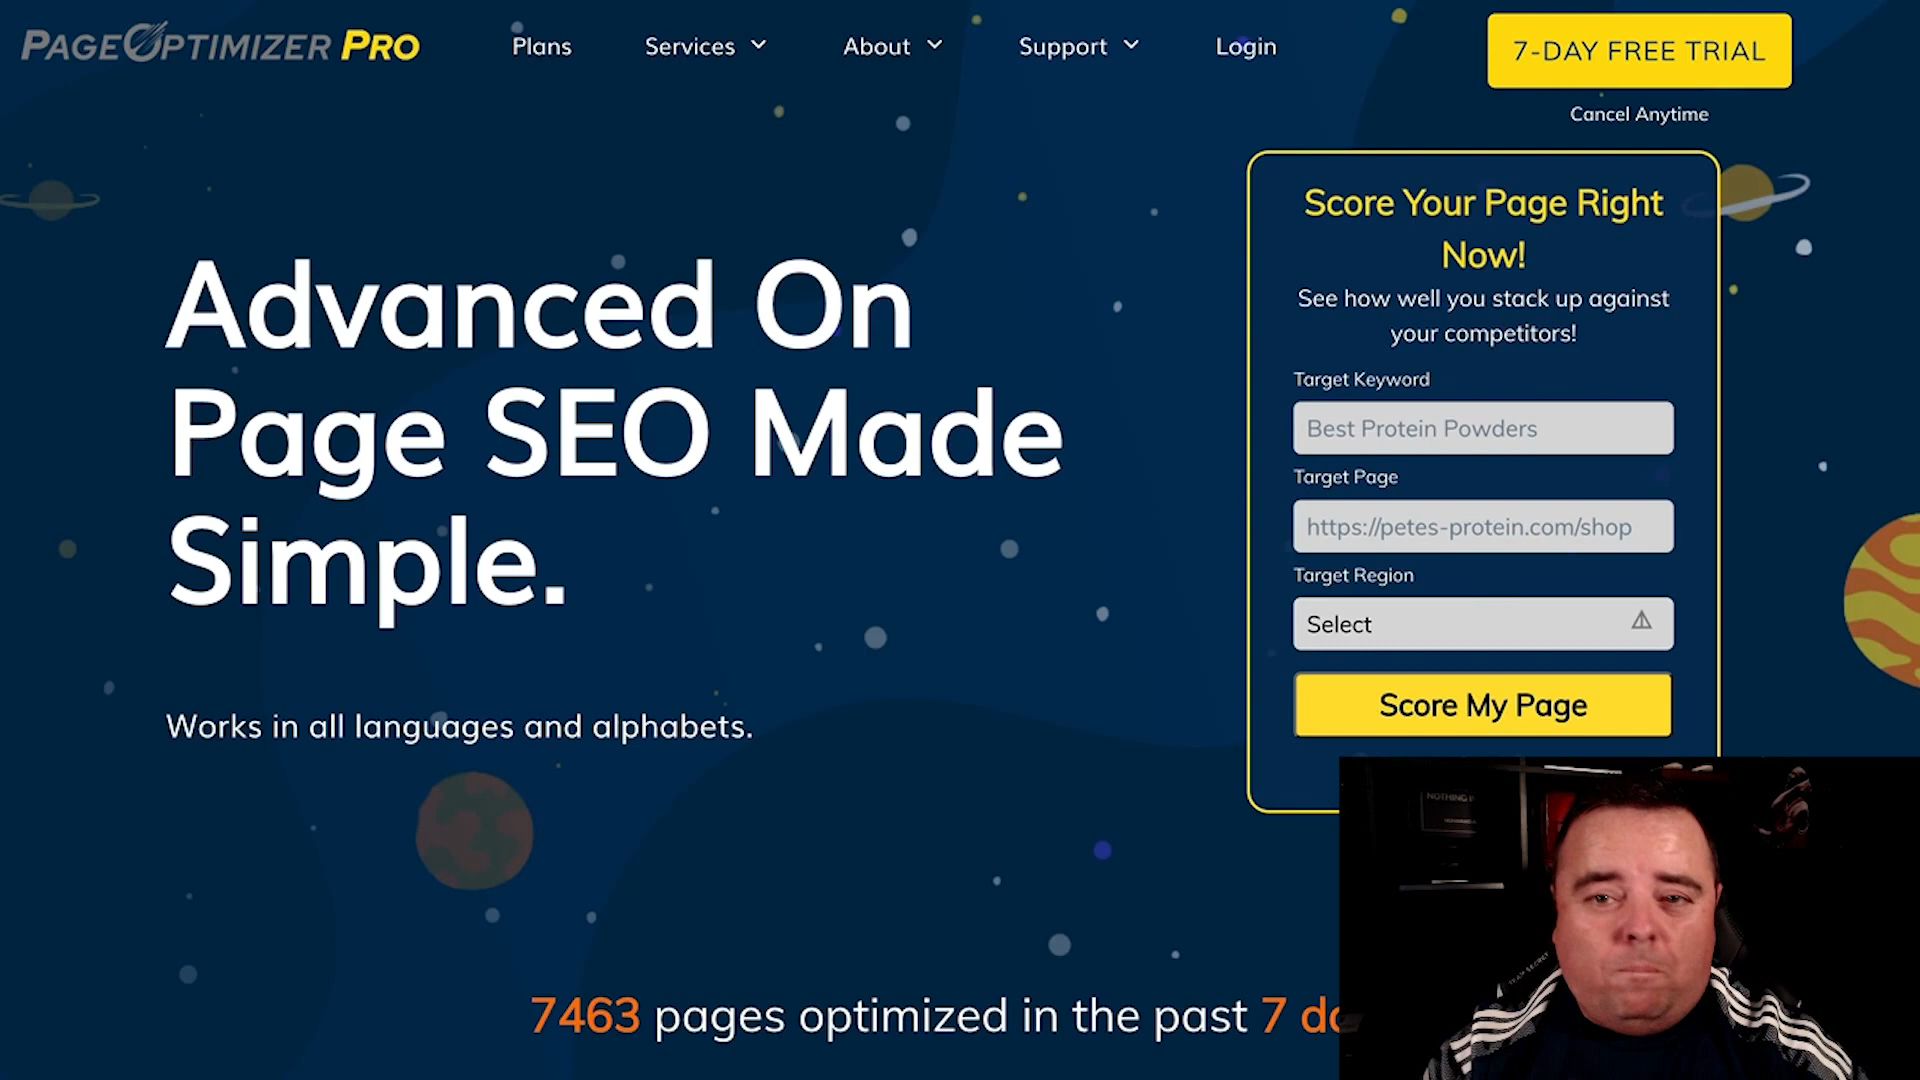 PAGEOPTIMIZER PRO
Plans
Services
About
Support
Login
7-DAY FREE TRIAL
Cancel Anytime
Advanced On
Page SEO Made
Simple.
Works in all languages and alphabets.
Score Your Page Right
Now!
See how well you stack up against
your competitors!
Target Keyword
Best Protein Powders
Target Page
https://petes-protein.com/shop
Target Region
Select
Score My Page
7463 pages optimized in the past 7
NOTHING
TEAM SECRET